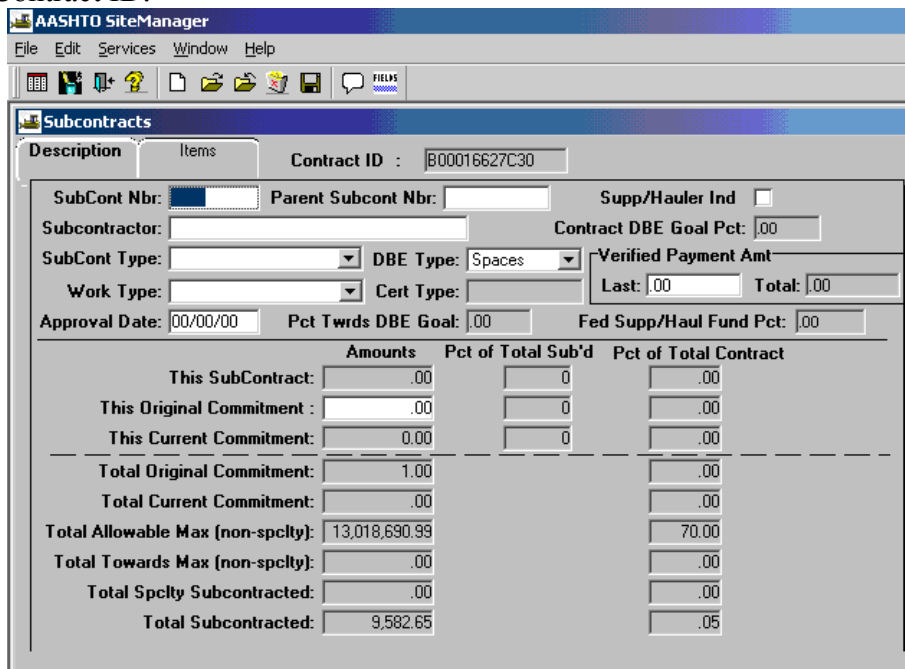 Contract ID:
AASHTO SiteManager
File Edit Services Window Help
FIELDS
Subcontracts
Description Items Contract ID : B00016627C30
SubCont Nbr: Parent Subcont Nbr: Supp/Hauler Ind
Subcontractor: Contract DBE Goal Pct: .00
SubCont Type: DBE Type: Spaces Verified Payment Amt
Work Type: Cert Type: Last: .00 Total: .00
Approval Date: 00/00/00 Pct Twrds DBE Goal: .00 Fed Supp/Haul Fund Pct: .00
Amounts Pct of Total Sub'd Pct of Total Contract
This SubContract: .00 0 .00
This Original Commitment : .00 0 .00
This Current Commitment: 0.00 0 .00
Total Original Commitment: 1.00 .00
Total Current Commitment: .00 .00
Total Allowable Max (non-spclty): 13,018,690.99 70.00
Total Towards Max (non-spclty): .00 .00
Total Spclty Subcontracted: .00 .00
Total Subcontracted: 9,582.65 .05